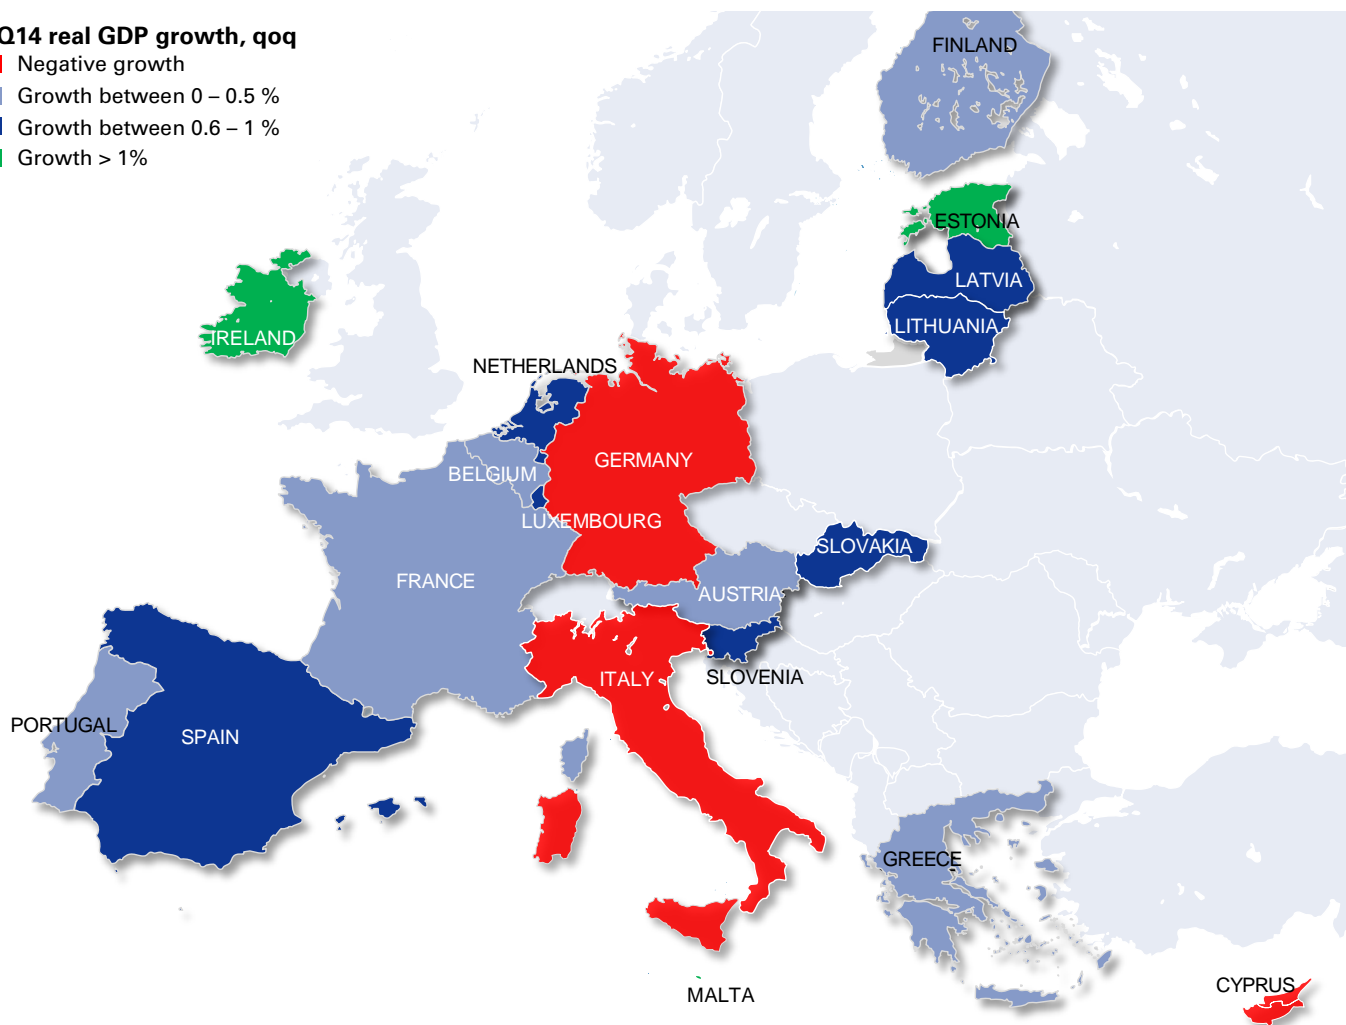 Q14 real GDP growth, qoq
Negative growth
Growth between 0 – 0.5 %
Growth between 0.6 – 1 %
Growth > 1%
FINLAND
ESTONIA
LATVIA
LITHUANIA
IRELAND
NETHERLANDS
GERMANY
BELGIUM
LUXEMBOURG
SLOVAKIA
FRANCE
AUSTRIA
SLOVENIA
ITALY
PORTUGAL
SPAIN
GREECE
CYPRUS
MALTA